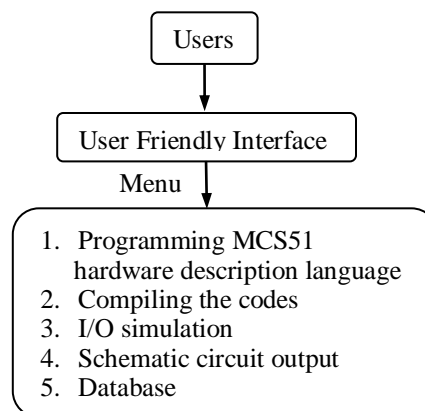 Users
User Friendly Interface
Menu
1. Programming MCS51
hardware description language
2. Compiling the codes
3. I/O simulation
4. Schematic circuit output
5. Database